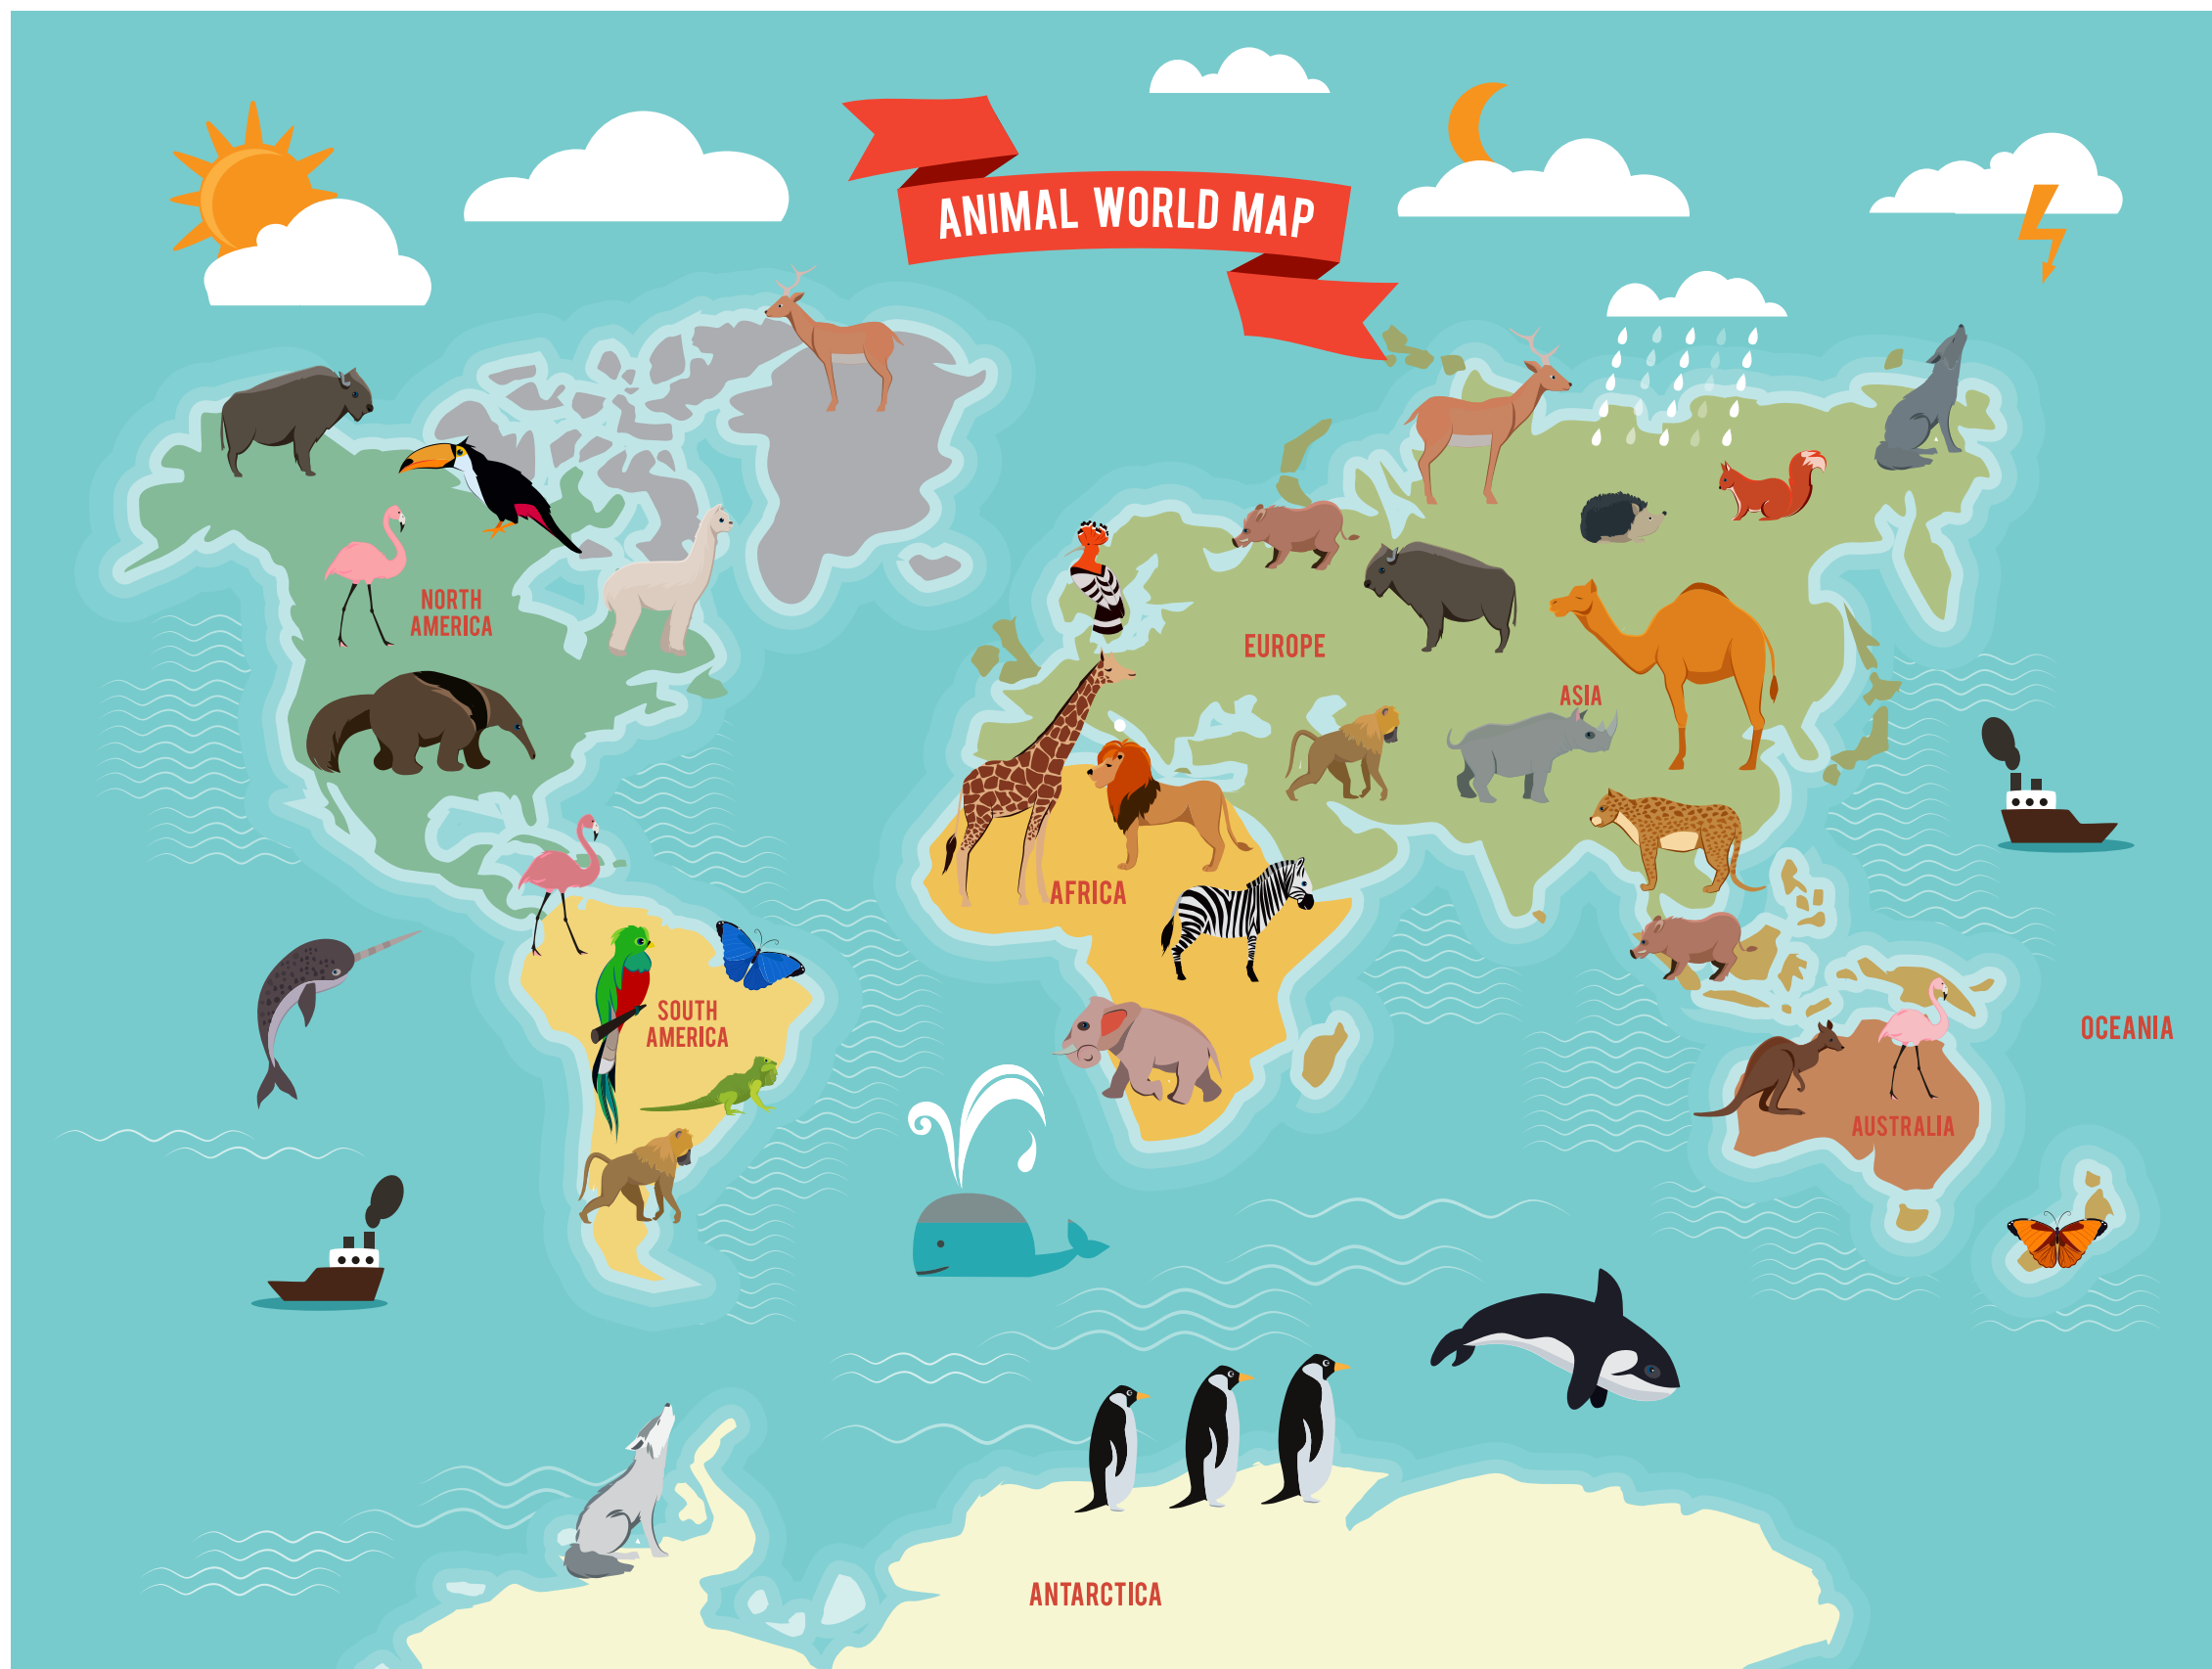 ANIMAL WORLD MAP
NORTH
AMERICA
EUROPE
ASIA
AFRICA
SOUTH
AMERICA
OCEANIA
AUSTRALIA
ANTARCTICA